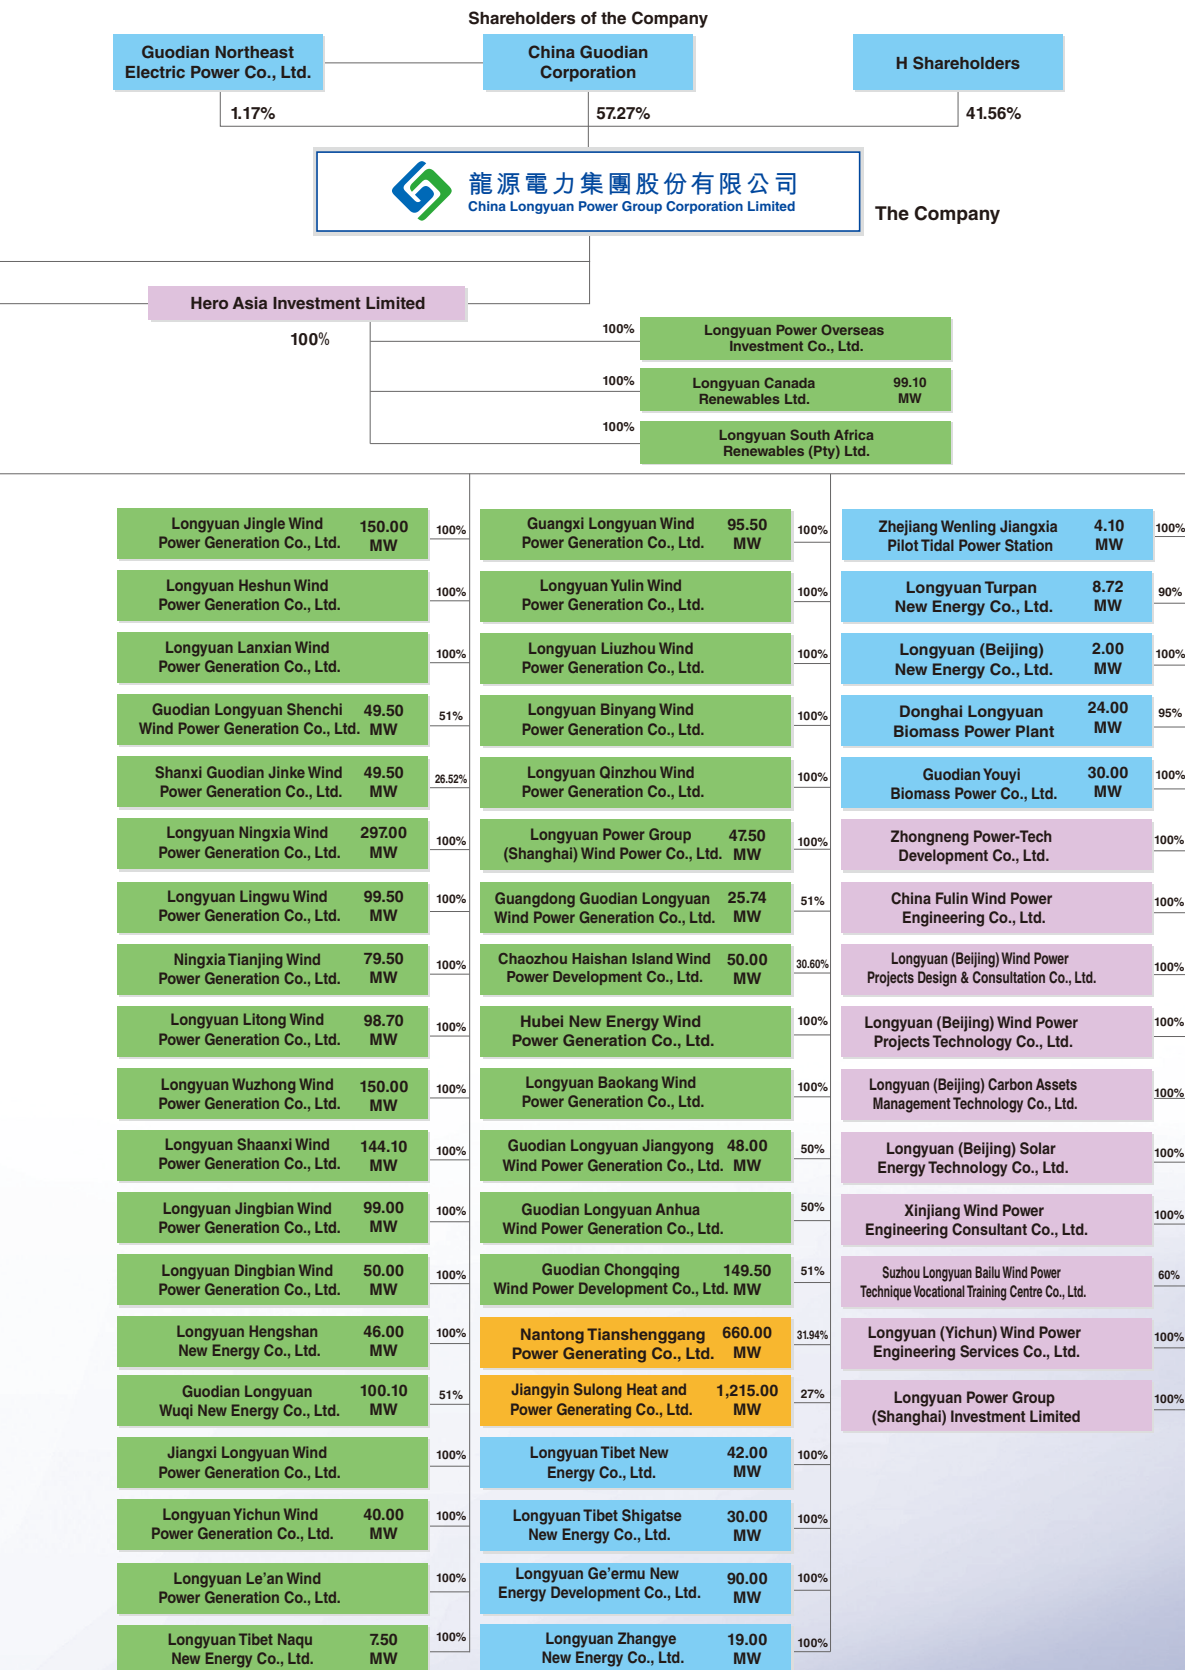 Shareholders of the Company
Guodian Northeast
Electric Power Co., Ltd.
China Guodian
Corporation
H Shareholders
1.17%
57.27%
41.56%
龍源電力集團股份有限公司
China Longyuan Power Group Corporation Limited
The Company
Hero Asia Investment Limited
100%
100%
Longyuan Power Overseas
Investment Co., Ltd.
100%
Longyuan Canada
Renewables Ltd.
99.10
MW
100%
Longyuan South Africa
Renewables (Pty) Ltd.
Longyuan Jingle Wind
Power Generation Co., Ltd.
150.00
MW
100%
Longyuan Heshun Wind
Power Generation Co., Ltd.
100%
Longyuan Lanxian Wind
Power Generation Co., Ltd.
100%
Guodian Longyuan Shenchi
Wind Power Generation Co., Ltd.
49.50
MW
51%
Shanxi Guodian Jinke Wind
Power Generation Co., Ltd.
49.50
MW
26.52%
Longyuan Ningxia Wind
Power Generation Co., Ltd.
297.00
MW
100%
Longyuan Lingwu Wind
Power Generation Co., Ltd.
99.50
MW
100%
Ningxia Tianjing Wind
Power Generation Co., Ltd.
79.50
MW
100%
Longyuan Litong Wind
Power Generation Co., Ltd.
98.70
MW
100%
Longyuan Wuzhong Wind
Power Generation Co., Ltd.
150.00
MW
100%
Longyuan Shaanxi Wind
Power Generation Co., Ltd.
144.10
MW
100%
Longyuan Jingbian Wind
Power Generation Co., Ltd.
99.00
MW
100%
Longyuan Dingbian Wind
Power Generation Co., Ltd.
50.00
MW
100%
Longyuan Hengshan
New Energy Co., Ltd.
46.00
MW
100%
Guodian Longyuan
Wuqi New Energy Co., Ltd.
100.10
MW
51%
Jiangxi Longyuan Wind
Power Generation Co., Ltd.
100%
Longyuan Yichun Wind
Power Generation Co., Ltd.
40.00
MW
100%
Longyuan Le'an Wind
Power Generation Co., Ltd.
100%
Longyuan Tibet Naqu
New Energy Co., Ltd.
7.50
MW
100%
Guangxi Longyuan Wind
Power Generation Co., Ltd.
95.50
MW
100%
Longyuan Yulin Wind
Power Generation Co., Ltd.
100%
Longyuan Liuzhou Wind
Power Generation Co., Ltd.
100%
Longyuan Binyang Wind
Power Generation Co., Ltd.
100%
Longyuan Qinzhou Wind
Power Generation Co., Ltd.
100%
Longyuan Power Group
(Shanghai) Wind Power Co., Ltd.
47.50
MW
100%
Guangdong Guodian Longyuan
Wind Power Generation Co., Ltd.
25.74
MW
51%
Chaozhou Haishan Island Wind
Power Development Co., Ltd.
50.00
MW
30.60%
Hubei New Energy Wind
Power Generation Co., Ltd.
100%
Longyuan Baokang Wind
Power Generation Co., Ltd.
100%
Guodian Longyuan Jiangyong
Wind Power Generation Co., Ltd.
48.00
MW
50%
Guodian Longyuan Anhua
Wind Power Generation Co., Ltd.
50%
Guodian Chongqing
Wind Power Development Co., Ltd.
149.50
MW
51%
Nantong Tianshenggang
Power Generating Co., Ltd.
660.00
MW
31.94%
Jiangyin Sulong Heat and
Power Generating Co., Ltd.
1,215.00
MW
27%
Longyuan Tibet New
Energy Co., Ltd.
42.00
MW
100%
Longyuan Tibet Shigatse
New Energy Co., Ltd.
30.00
MW
100%
Longyuan Ge'ermu New
Energy Development Co., Ltd.
90.00
MW
100%
Longyuan Zhangye
New Energy Co., Ltd.
19.00
MW
100%
Zhejiang Wenling Jiangxia
Pilot Tidal Power Station
4.10
MW
100%
Longyuan Turpan
New Energy Co., Ltd.
8.72
MW
90%
Longyuan (Beijing)
New Energy Co., Ltd.
2.00
MW
100%
Donghai Longyuan
Biomass Power Plant
24.00
MW
95%
Guodian Youyi
Biomass Power Co., Ltd.
30.00
MW
100%
Zhongneng Power-Tech
Development Co., Ltd.
100%
China Fulin Wind Power
Engineering Co., Ltd.
100%
Longyuan (Beijing) Wind Power
Projects Design & Consultation Co., Ltd.
100%
Longyuan (Beijing) Wind Power
Projects Technology Co., Ltd.
100%
Longyuan (Beijing) Carbon Assets
Management Technology Co., Ltd.
100%
Longyuan (Beijing) Solar
Energy Technology Co., Ltd.
100%
Xinjiang Wind Power
Engineering Consultant Co., Ltd.
100%
Suzhou Longyuan Bailu Wind Power
Technique Vocational Training Centre Co., Ltd.
60%
Longyuan (Yichun) Wind Power
Engineering Services Co., Ltd.
100%
Longyuan Power Group
(Shanghai) Investment Limited
100%